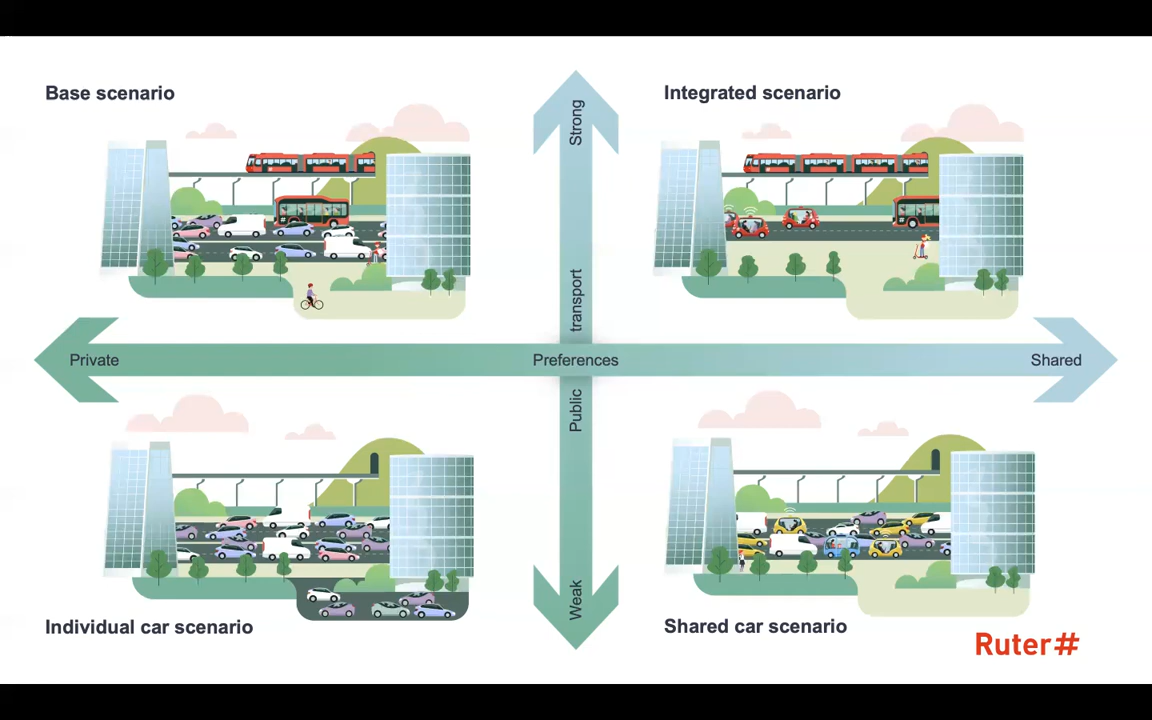 Base scenario
Integrated scenario
Strong
transport
Private
Preferences
Shared
Public
Weak
Individual car scenario
Shared car scenario
Ruter#